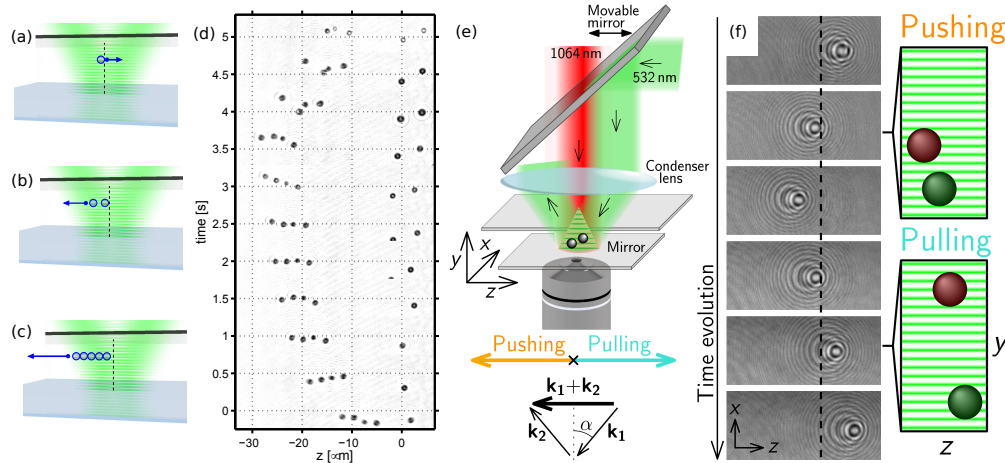 (a)
(b)
(c)
(d)
time [s]
5
4.5
4
3.5
3
2.5
2
1.5
1
0.5
0
−30
−20
−10
0
z [∝m]
(e)
Movable
mirror
1064 nm
532 nm
Condenser
lens
Mirror
x
y
z
Pushing
Pulling
k₁+k₂
k₂
α
k₁
(f)
Time evolution
x
z
Pushing
Pulling
y
z